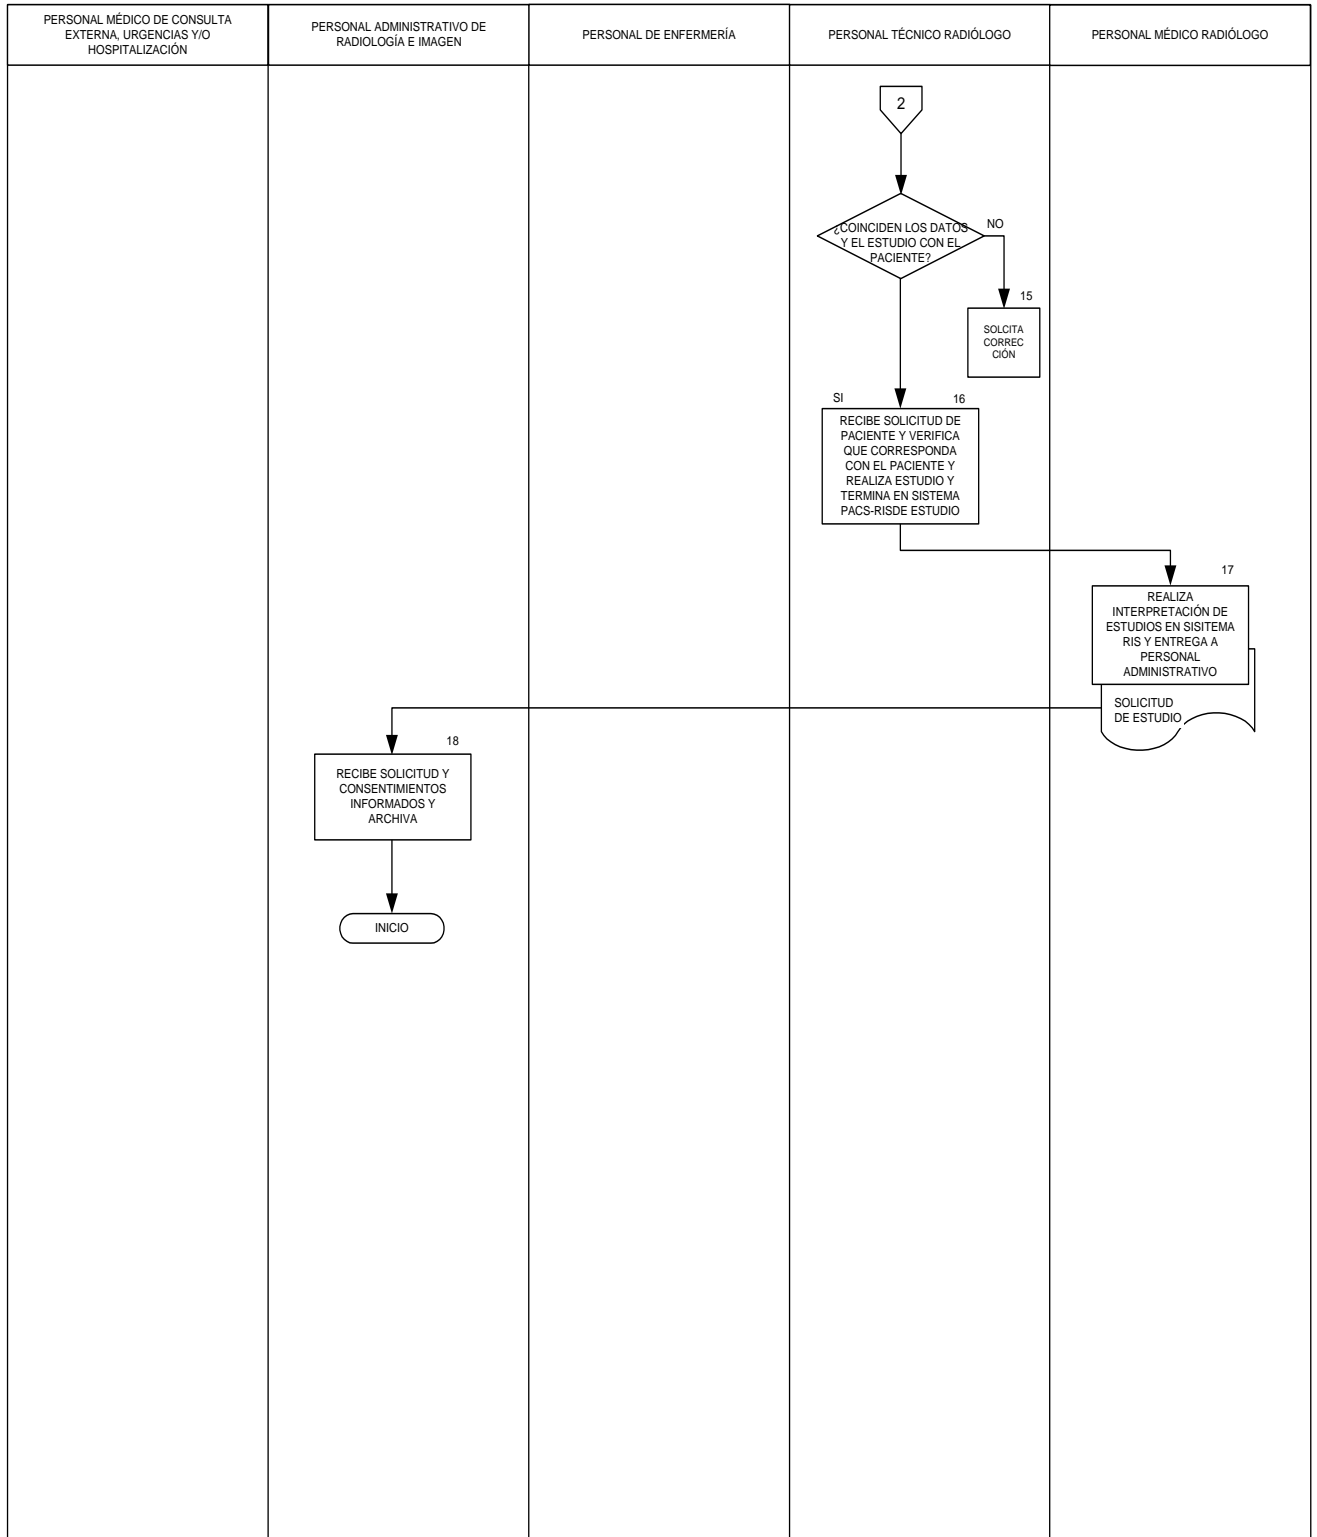 PERSONAL MÉDICO DE CONSULTA
EXTERNA, URGENCIAS Y/O
HOSPITALIZACIÓN
PERSONAL ADMINISTRATIVO DE
RADIOLOGÍA E IMAGEN
PERSONAL DE ENFERMERÍA
PERSONAL TÉCNICO RADIÓLOGO
PERSONAL MÉDICO RADIÓLOGO
2
¿COINCIDEN LOS DATOS
Y EL ESTUDIO CON EL
PACIENTE?
NO
15
SOLCITA
CORREC
CIÓN
SI
16
RECIBE SOLICITUD DE
PACIENTE Y VERIFICA
QUE CORRESPONDA
CON EL PACIENTE Y
REALIZA ESTUDIO Y
TERMINA EN SISTEMA
PACS-RISDE ESTUDIO
17
REALIZA
INTERPRETACIÓN DE
ESTUDIOS EN SISITEMA
RIS Y ENTREGA A
PERSONAL
ADMINISTRATIVO
SOLICITUD
DE ESTUDIO
18
RECIBE SOLICITUD Y
CONSENTIMIENTOS
INFORMADOS Y
ARCHIVA
INICIO